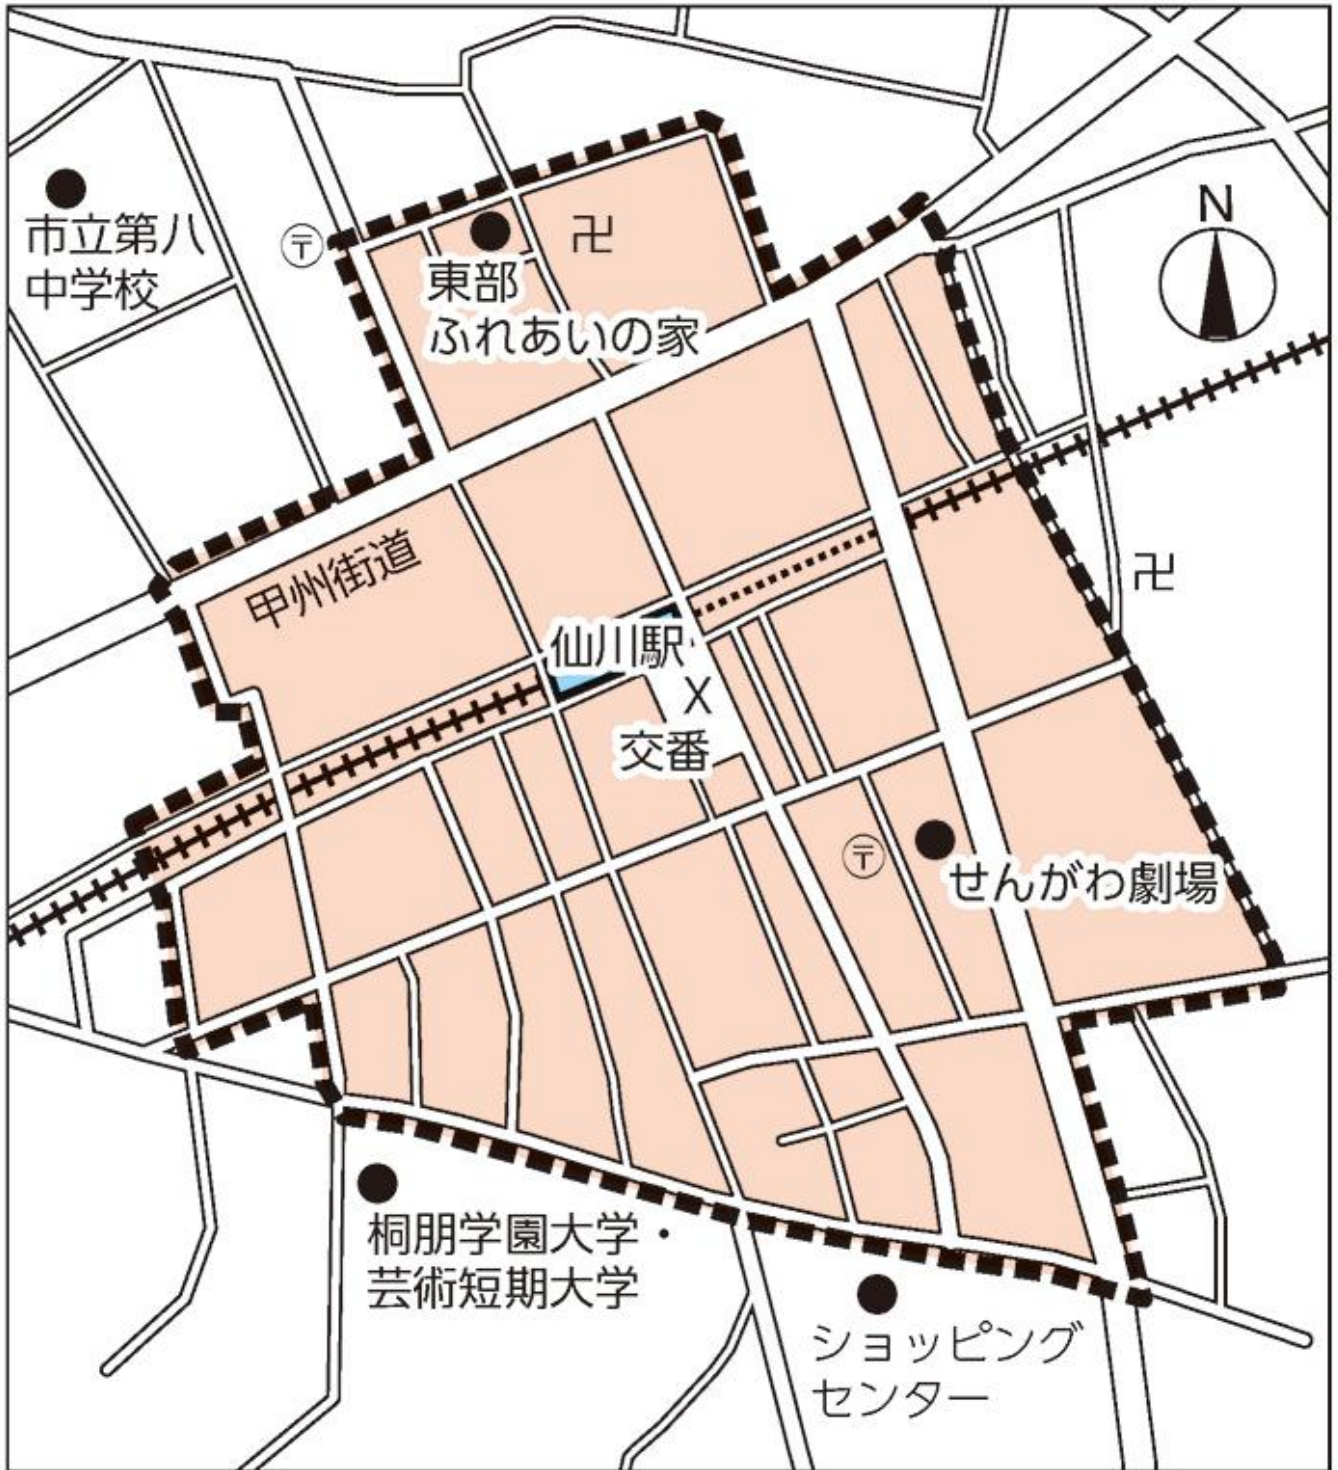 N
市立第八
中学校
〒
卍
東部
ふれあいの家
甲州街道
卍
仙川駅
X
交番
〒
せんがわ劇場
桐朋学園大学・
芸術短期大学
ショッピング
センター